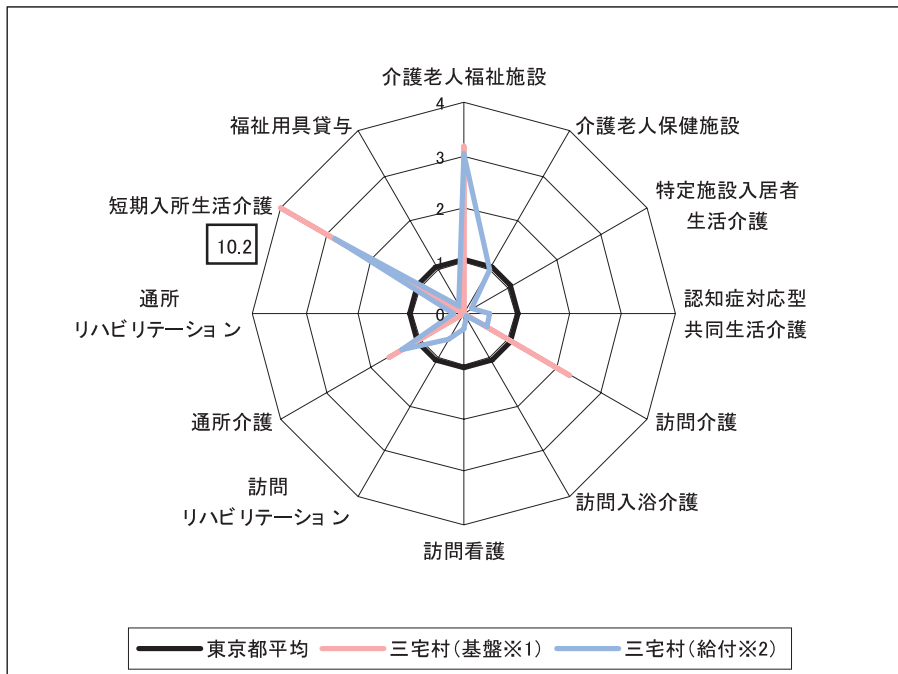 介護老人福祉施設
介護老人保健施設
特定施設入居者
生活介護
認知症対応型
共同生活介護
訪問介護
訪問入浴介護
訪問看護
訪問
リハビリテーション
通所介護
通所
リハビリテーション
短期入所生活介護
10.2
福祉用具貸与
4
3
2
1
0
東京都平均
三宅村(基盤※1)
三宅村(給付※2)